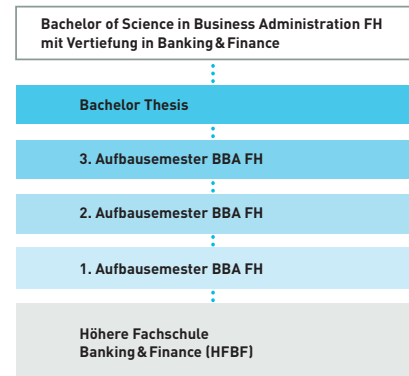 Bachelor of Science in Business Administration FH
mit Vertiefung in Banking & Finance
Bachelor Thesis
3. Aufbausemester BBA FH
2. Aufbausemester BBA FH
1. Aufbausemester BBA FH
Höhere Fachschule
Banking & Finance (HFBF)